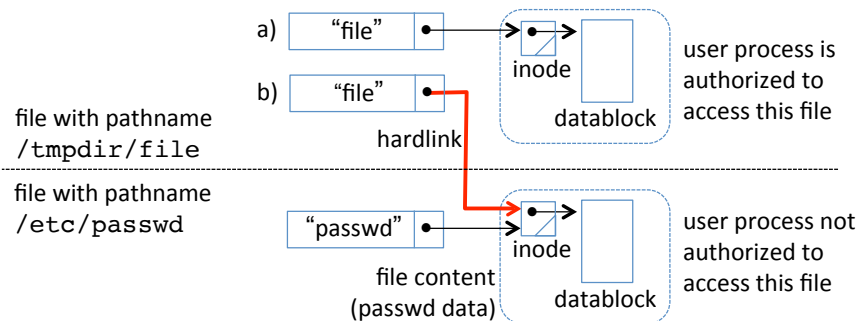 a) “file”
inode
datablock
user process is
authorized to
access this file
b) “file”
hardlink
file with pathname
/tmpdir/file
file with pathname
/etc/passwd
“passwd”
inode
datablock
file content
(passwd data)
user process not
authorized to
access this file